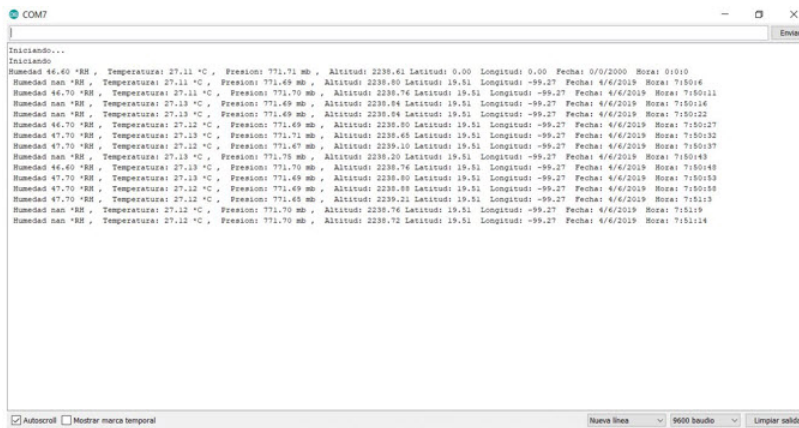 COM7
Enviar
Iniciando...
Iniciando
Humedad 46.60 *RH ,  Temperatura: 27.11 *C ,  Presion: 771.71 mb ,  Altitud: 2238.61 Latitud: 0.00  Longitud: 0.00  Fecha: 0/0/2000  Hora: 0:0:0
Humedad nan *RH ,  Temperatura: 27.11 *C ,  Presion: 771.69 mb ,  Altitud: 2238.80 Latitud: 19.51  Longitud: -99.27  Fecha: 4/6/2019  Hora: 7:50:6
Humedad 46.70 *RH ,  Temperatura: 27.11 *C ,  Presion: 771.70 mb ,  Altitud: 2238.76 Latitud: 19.51  Longitud: -99.27  Fecha: 4/6/2019  Hora: 7:50:11
Humedad nan *RH ,  Temperatura: 27.13 *C ,  Presion: 771.69 mb ,  Altitud: 2238.84 Latitud: 19.51  Longitud: -99.27  Fecha: 4/6/2019  Hora: 7:50:16
Humedad nan *RH ,  Temperatura: 27.13 *C ,  Presion: 771.69 mb ,  Altitud: 2238.84 Latitud: 19.51  Longitud: -99.27  Fecha: 4/6/2019  Hora: 7:50:22
Humedad 46.70 *RH ,  Temperatura: 27.12 *C ,  Presion: 771.69 mb ,  Altitud: 2238.80 Latitud: 19.51  Longitud: -99.27  Fecha: 4/6/2019  Hora: 7:50:27
Humedad 47.70 *RH ,  Temperatura: 27.13 *C ,  Presion: 771.71 mb ,  Altitud: 2238.65 Latitud: 19.51  Longitud: -99.27  Fecha: 4/6/2019  Hora: 7:50:32
Humedad 47.70 *RH ,  Temperatura: 27.12 *C ,  Presion: 771.67 mb ,  Altitud: 2239.10 Latitud: 19.51  Longitud: -99.27  Fecha: 4/6/2019  Hora: 7:50:37
Humedad nan *RH ,  Temperatura: 27.13 *C ,  Presion: 771.75 mb ,  Altitud: 2238.20 Latitud: 19.51  Longitud: -99.27  Fecha: 4/6/2019  Hora: 7:50:43
Humedad 46.60 *RH ,  Temperatura: 27.13 *C ,  Presion: 771.70 mb ,  Altitud: 2238.76 Latitud: 19.51  Longitud: -99.27  Fecha: 4/6/2019  Hora: 7:50:48
Humedad 47.70 *RH ,  Temperatura: 27.13 *C ,  Presion: 771.69 mb ,  Altitud: 2238.80 Latitud: 19.51  Longitud: -99.27  Fecha: 4/6/2019  Hora: 7:50:53
Humedad 47.70 *RH ,  Temperatura: 27.12 *C ,  Presion: 771.69 mb ,  Altitud: 2238.88 Latitud: 19.51  Longitud: -99.27  Fecha: 4/6/2019  Hora: 7:50:58
Humedad 47.70 *RH ,  Temperatura: 27.12 *C ,  Presion: 771.65 mb ,  Altitud: 2239.21 Latitud: 19.51  Longitud: -99.27  Fecha: 4/6/2019  Hora: 7:51:3
Humedad nan *RH ,  Temperatura: 27.12 *C ,  Presion: 771.70 mb ,  Altitud: 2238.76 Latitud: 19.51  Longitud: -99.27  Fecha: 4/6/2019  Hora: 7:51:9
Humedad nan *RH ,  Temperatura: 27.12 *C ,  Presion: 771.70 mb ,  Altitud: 2238.72 Latitud: 19.51  Longitud: -99.27  Fecha: 4/6/2019  Hora: 7:51:14
Autoscroll  Mostrar marca temporal  Nueva línea  9600 baudio  Limpiar salida